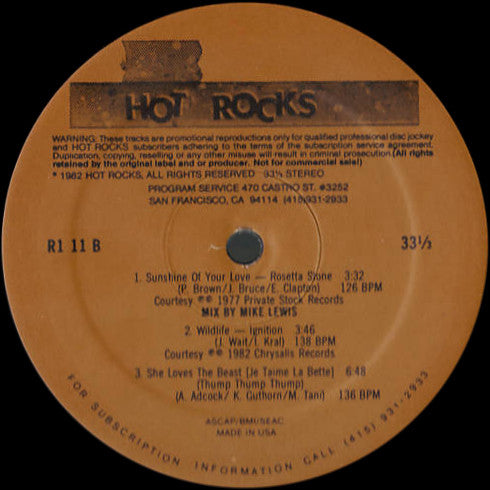 HOT ROCKS
WARNING: These tracks are promotional reproductions only for qualified professional disc jockey
and HOT ROCKS subscribers adhering to the terms of the subscription service agreement.
Duplication, copying, reselling or any other misuse will result in criminal prosecution.(All rights
retained by the original label and or producer. Not for commercial sale!)
* 1982 HOT ROCKS, ALL RIGHTS RESERVED 33⅓ STEREO
PROGRAM SERVICE 470 CASTRO ST. #3252
SAN FRANCISCO, CA 94114 (415)931-2933
R1 11 B
33⅓
1. Sunshine Of Your Love — Rosetta Stone 3:32
(P. Brown/J. Bruce/E. Clapton) 126 BPM
Courtesy ℗© 1977 Private Stock Records
MIX BY MIKE LEWIS
2. Wildlife — Ignition 3:46
(J. Wait/I. Kral) 138 BPM
Courtesy ℗© 1982 Chrysalis Records
3. She Loves The Beast [Je Taime La Bette] 6:48
(Thump Thump Thump)
(A. Adcock/ K. Guthorn/M. Tani) 136 BPM
ASCAP/BMI/SEAC
MADE IN USA
FOR SUBSCRIPTION INFORMATION CALL (415) 931-2933